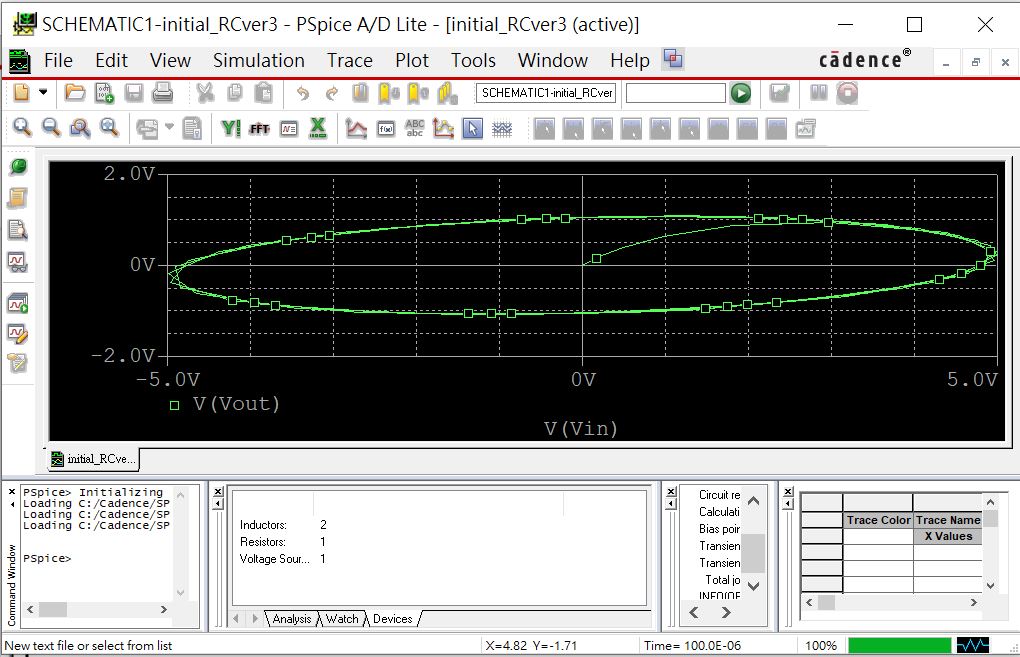 SCHEMATIC1-initial_RCver3 - PSpice A/D Lite - [initial_RCver3 (active)]
File Edit View Simulation Trace Plot Tools Window Help
cādence®
SCHEMATIC1-initial_RCver
FFT
ABC
abc
2.0V
0V
-2.0V
-5.0V 0V 5.0V
V(Vout)
V(Vin)
initial_RCve...
Command Window
PSpice> Initializing
Loading C:/Cadence/SP
Loading C:/Cadence/SP
Loading C:/Cadence/SP
PSpice>
Inductors: 2
Resistors: 1
Voltage Sour... 1
Analysis Watch Devices
Circuit re
Calculati
Bias poin
Transien
Transien
Total jo
Trace Color Trace Name
X Values
New text file or select from list
X=4.82 Y=-1.71
Time= 100.0E-06
100%